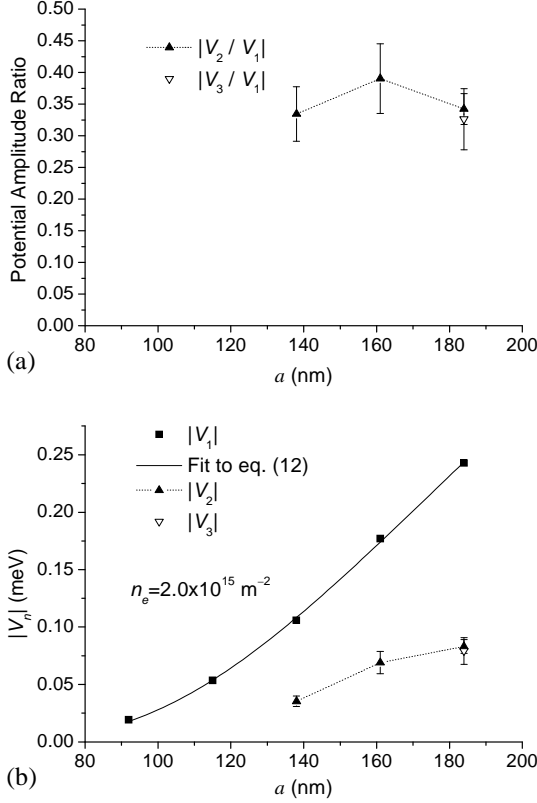 0.50
0.45
0.40
0.35
0.30
0.25
0.20
0.15
0.10
0.05
0.00
Potential Amplitude Ratio
|V₂ / V₁|
|V₃ / V₁|
80 100 120 140 160 180 200
(a)
a (nm)
0.25
0.20
0.15
0.10
0.05
0.00
|Vₙ| (meV)
|V₁|
Fit to eq. (12)
|V₂|
|V₃|
nₑ=2.0x10¹⁵ m⁻²
80 100 120 140 160 180 200
(b)
a (nm)